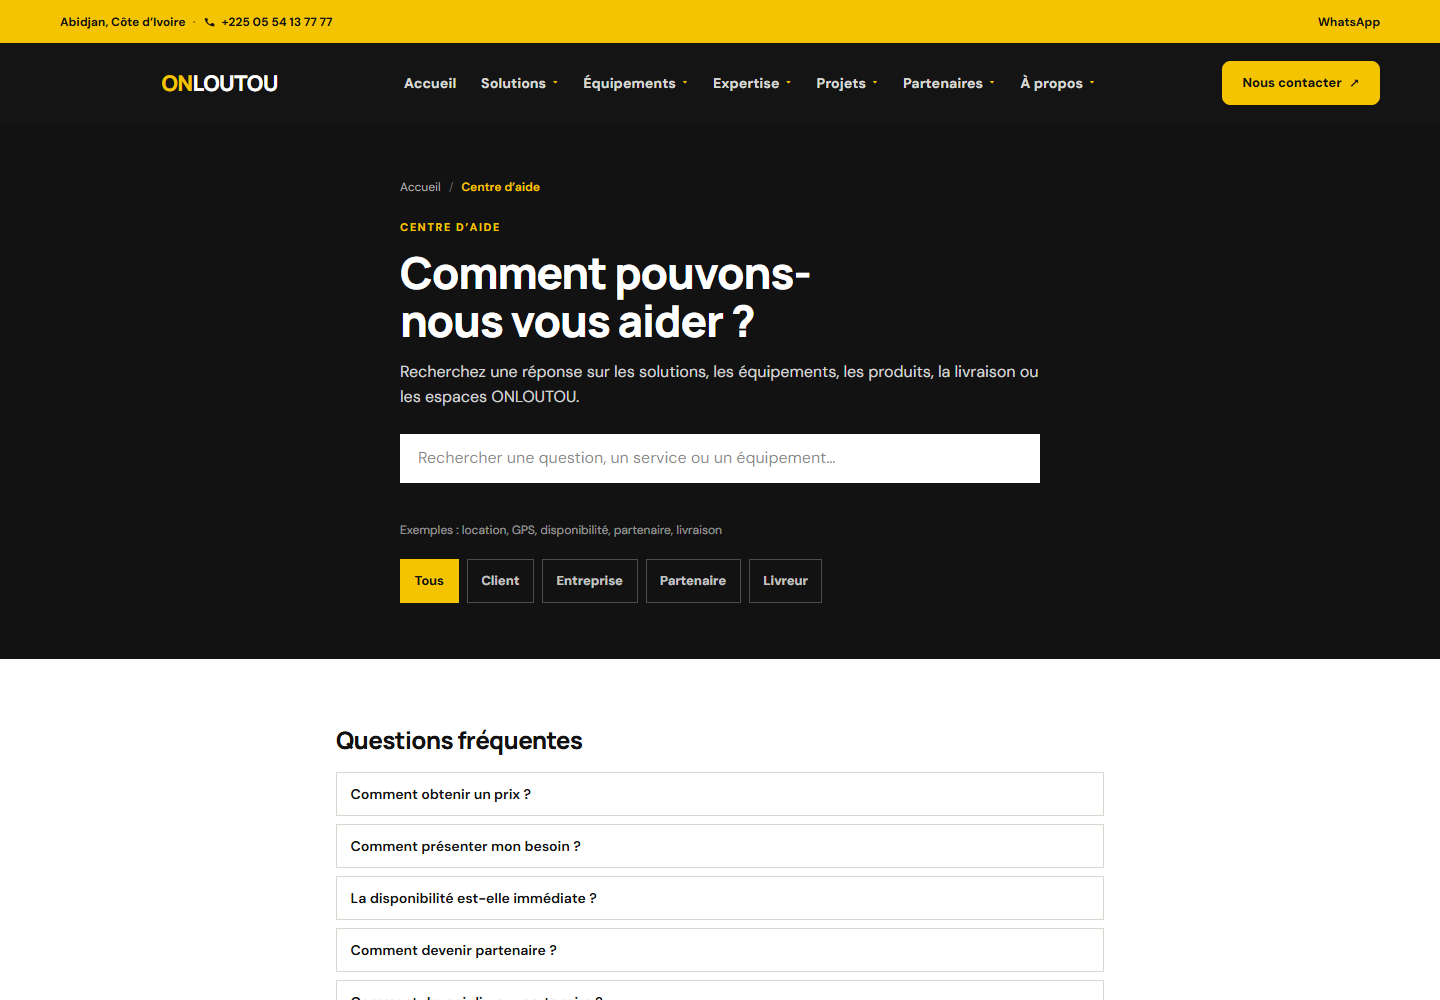 Abidjan, Côte d’Ivoire · +225 05 54 13 77 77
WhatsApp
ONLOUTOU
Accueil Solutions Équipements Expertise Projets Partenaires À propos
Nous contacter ↗
Accueil / Centre d’aide
CENTRE D’AIDE
Comment pouvons-
nous vous aider ?
Recherchez une réponse sur les solutions, les équipements, les produits, la livraison ou
les espaces ONLOUTOU.
Rechercher une question, un service ou un équipement…
Exemples : location, GPS, disponibilité, partenaire, livraison
Tous Client Entreprise Partenaire Livreur
Questions fréquentes
Comment obtenir un prix ?
Comment présenter mon besoin ?
La disponibilité est-elle immédiate ?
Comment devenir partenaire ?